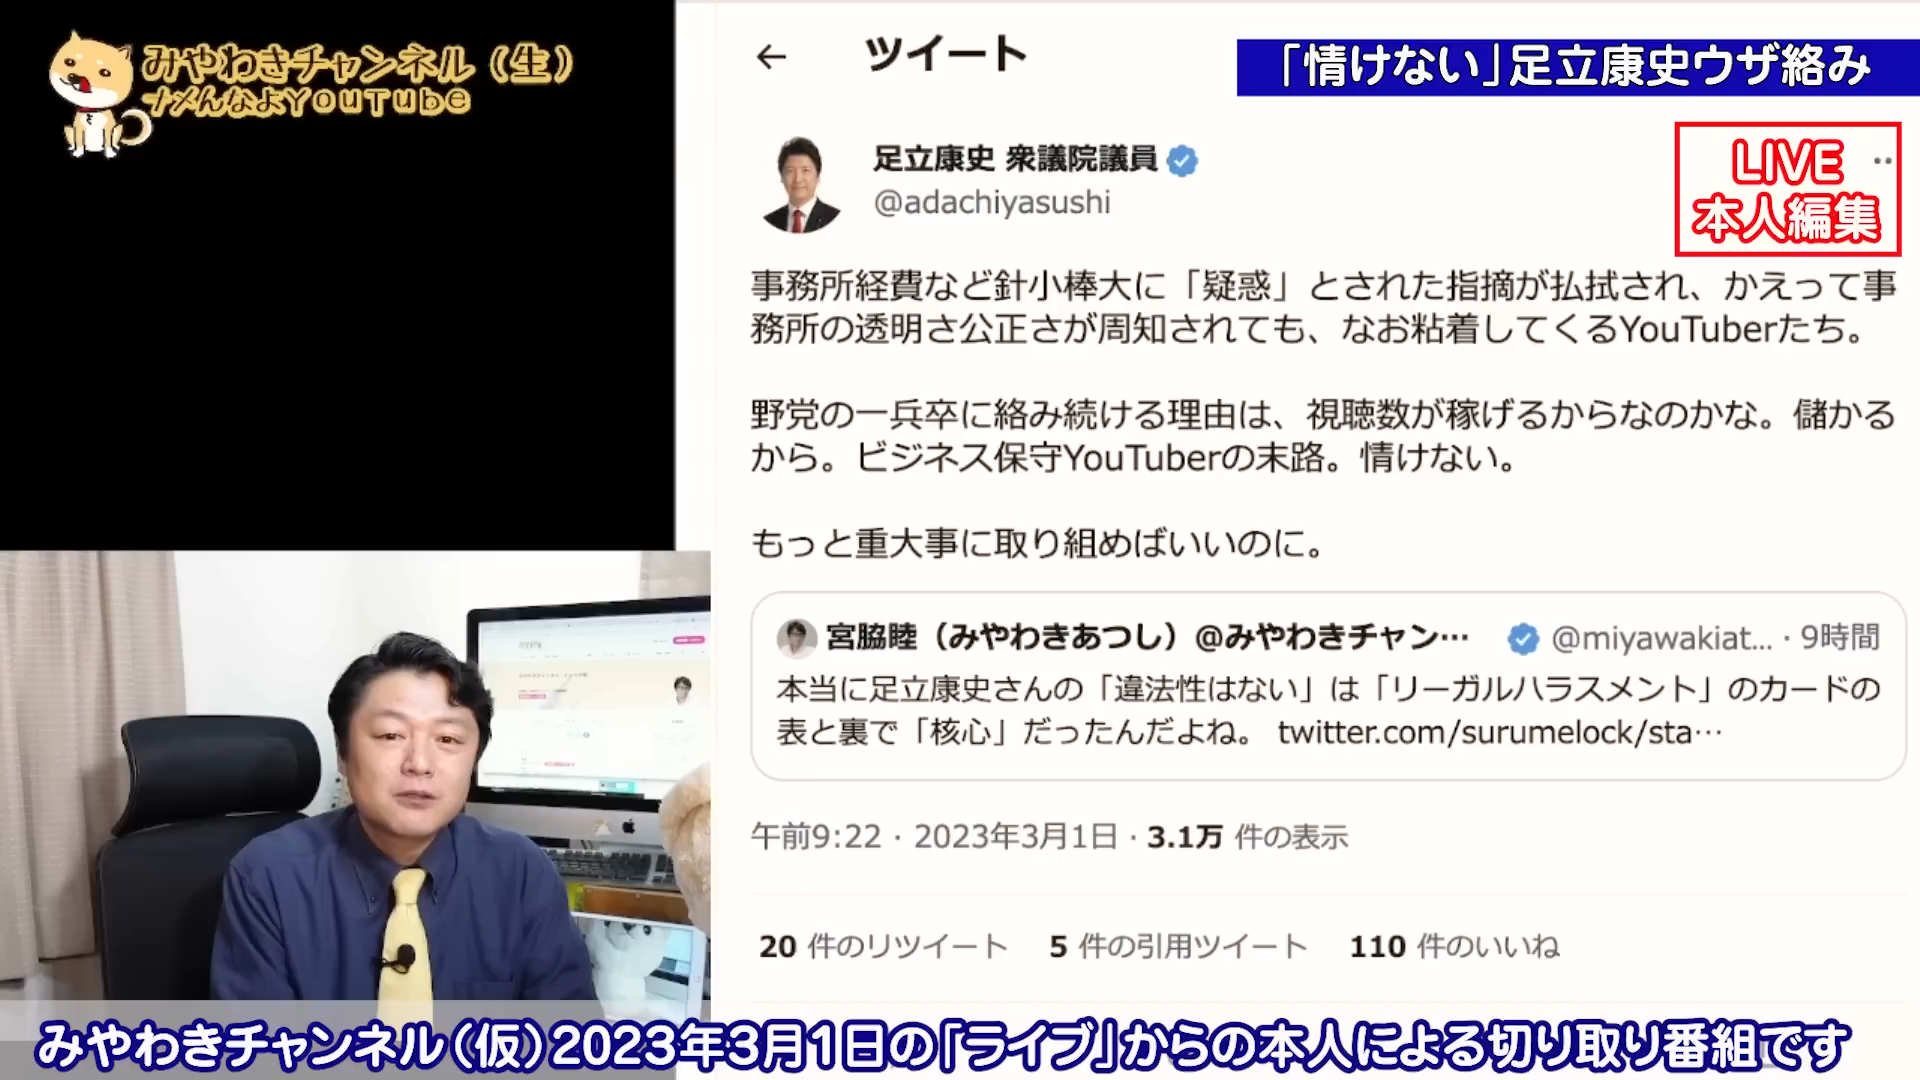 みやわきチャンネル（生）
ナメんなよYouTube
「情けない」足立康史ウザ絡み
LIVE
本人編集
ツイート
足立康史 衆議院議員
@adachiyasushi
事務所経費など針小棒大に「疑惑」とされた指摘が払拭され、かえって事
務所の透明さ公正さが周知されても、なお粘着してくるYouTuberたち。
野党の一兵卒に絡み続ける理由は、視聴数が稼げるからなのかな。儲かる
から。ビジネス保守YouTuberの末路。情けない。
もっと重大事に取り組めばいいのに。
宮脇睦（みやわきあつし）@みやわきチャン… @miyawakiat... · 9時間
本当に足立康史さんの「違法性はない」は「リーガルハラスメント」のカードの
表と裏で「核心」だったんだよね。 twitter.com/surumelock/sta…
午前9:22 · 2023年3月1日 · 3.1万 件の表示
20 件のリツイート 5 件の引用ツイート 110 件のいいね
みやわきチャンネル（仮）2023年3月1日の「ライブ」からの本人による切り取り番組です